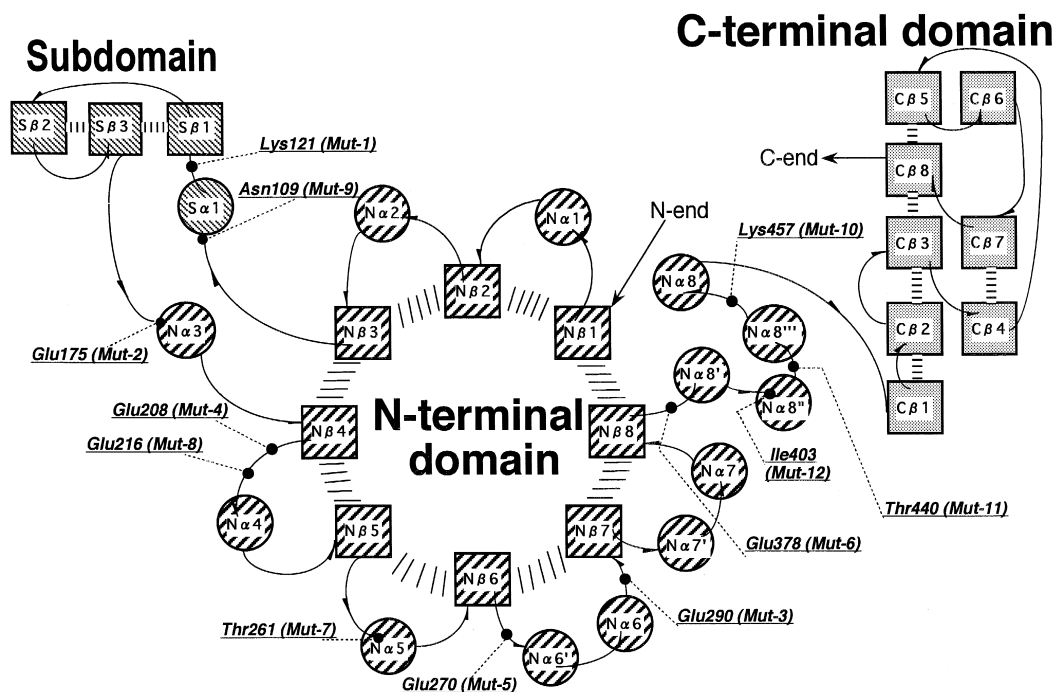 C-terminal domain
Subdomain
Sβ2
Sβ3
Sβ1
Cβ5
Cβ6
Lys121 (Mut-1)
C-end
Cβ8
Asn109 (Mut-9)
Sα1
Nα2
Nα1
N-end
Lys457 (Mut-10)
Cβ3
Cβ7
Nα8
Nβ2
Nα3
Nβ3
Nβ1
Nα8'''
Cβ2
Cβ4
Glu175 (Mut-2)
Nα8'
Nα8''
Cβ1
Glu208 (Mut-4)
Nβ4
N-terminal
domain
Nβ8
Glu216 (Mut-8)
Ile403
(Mut-12)
Nα7
Thr440 (Mut-11)
Nα4
Nβ5
Nβ7
Nα7'
Glu378 (Mut-6)
Nβ6
Glu290 (Mut-3)
Thr261 (Mut-7)
Nα5
Nα6
Nα6'
Glu270 (Mut-5)